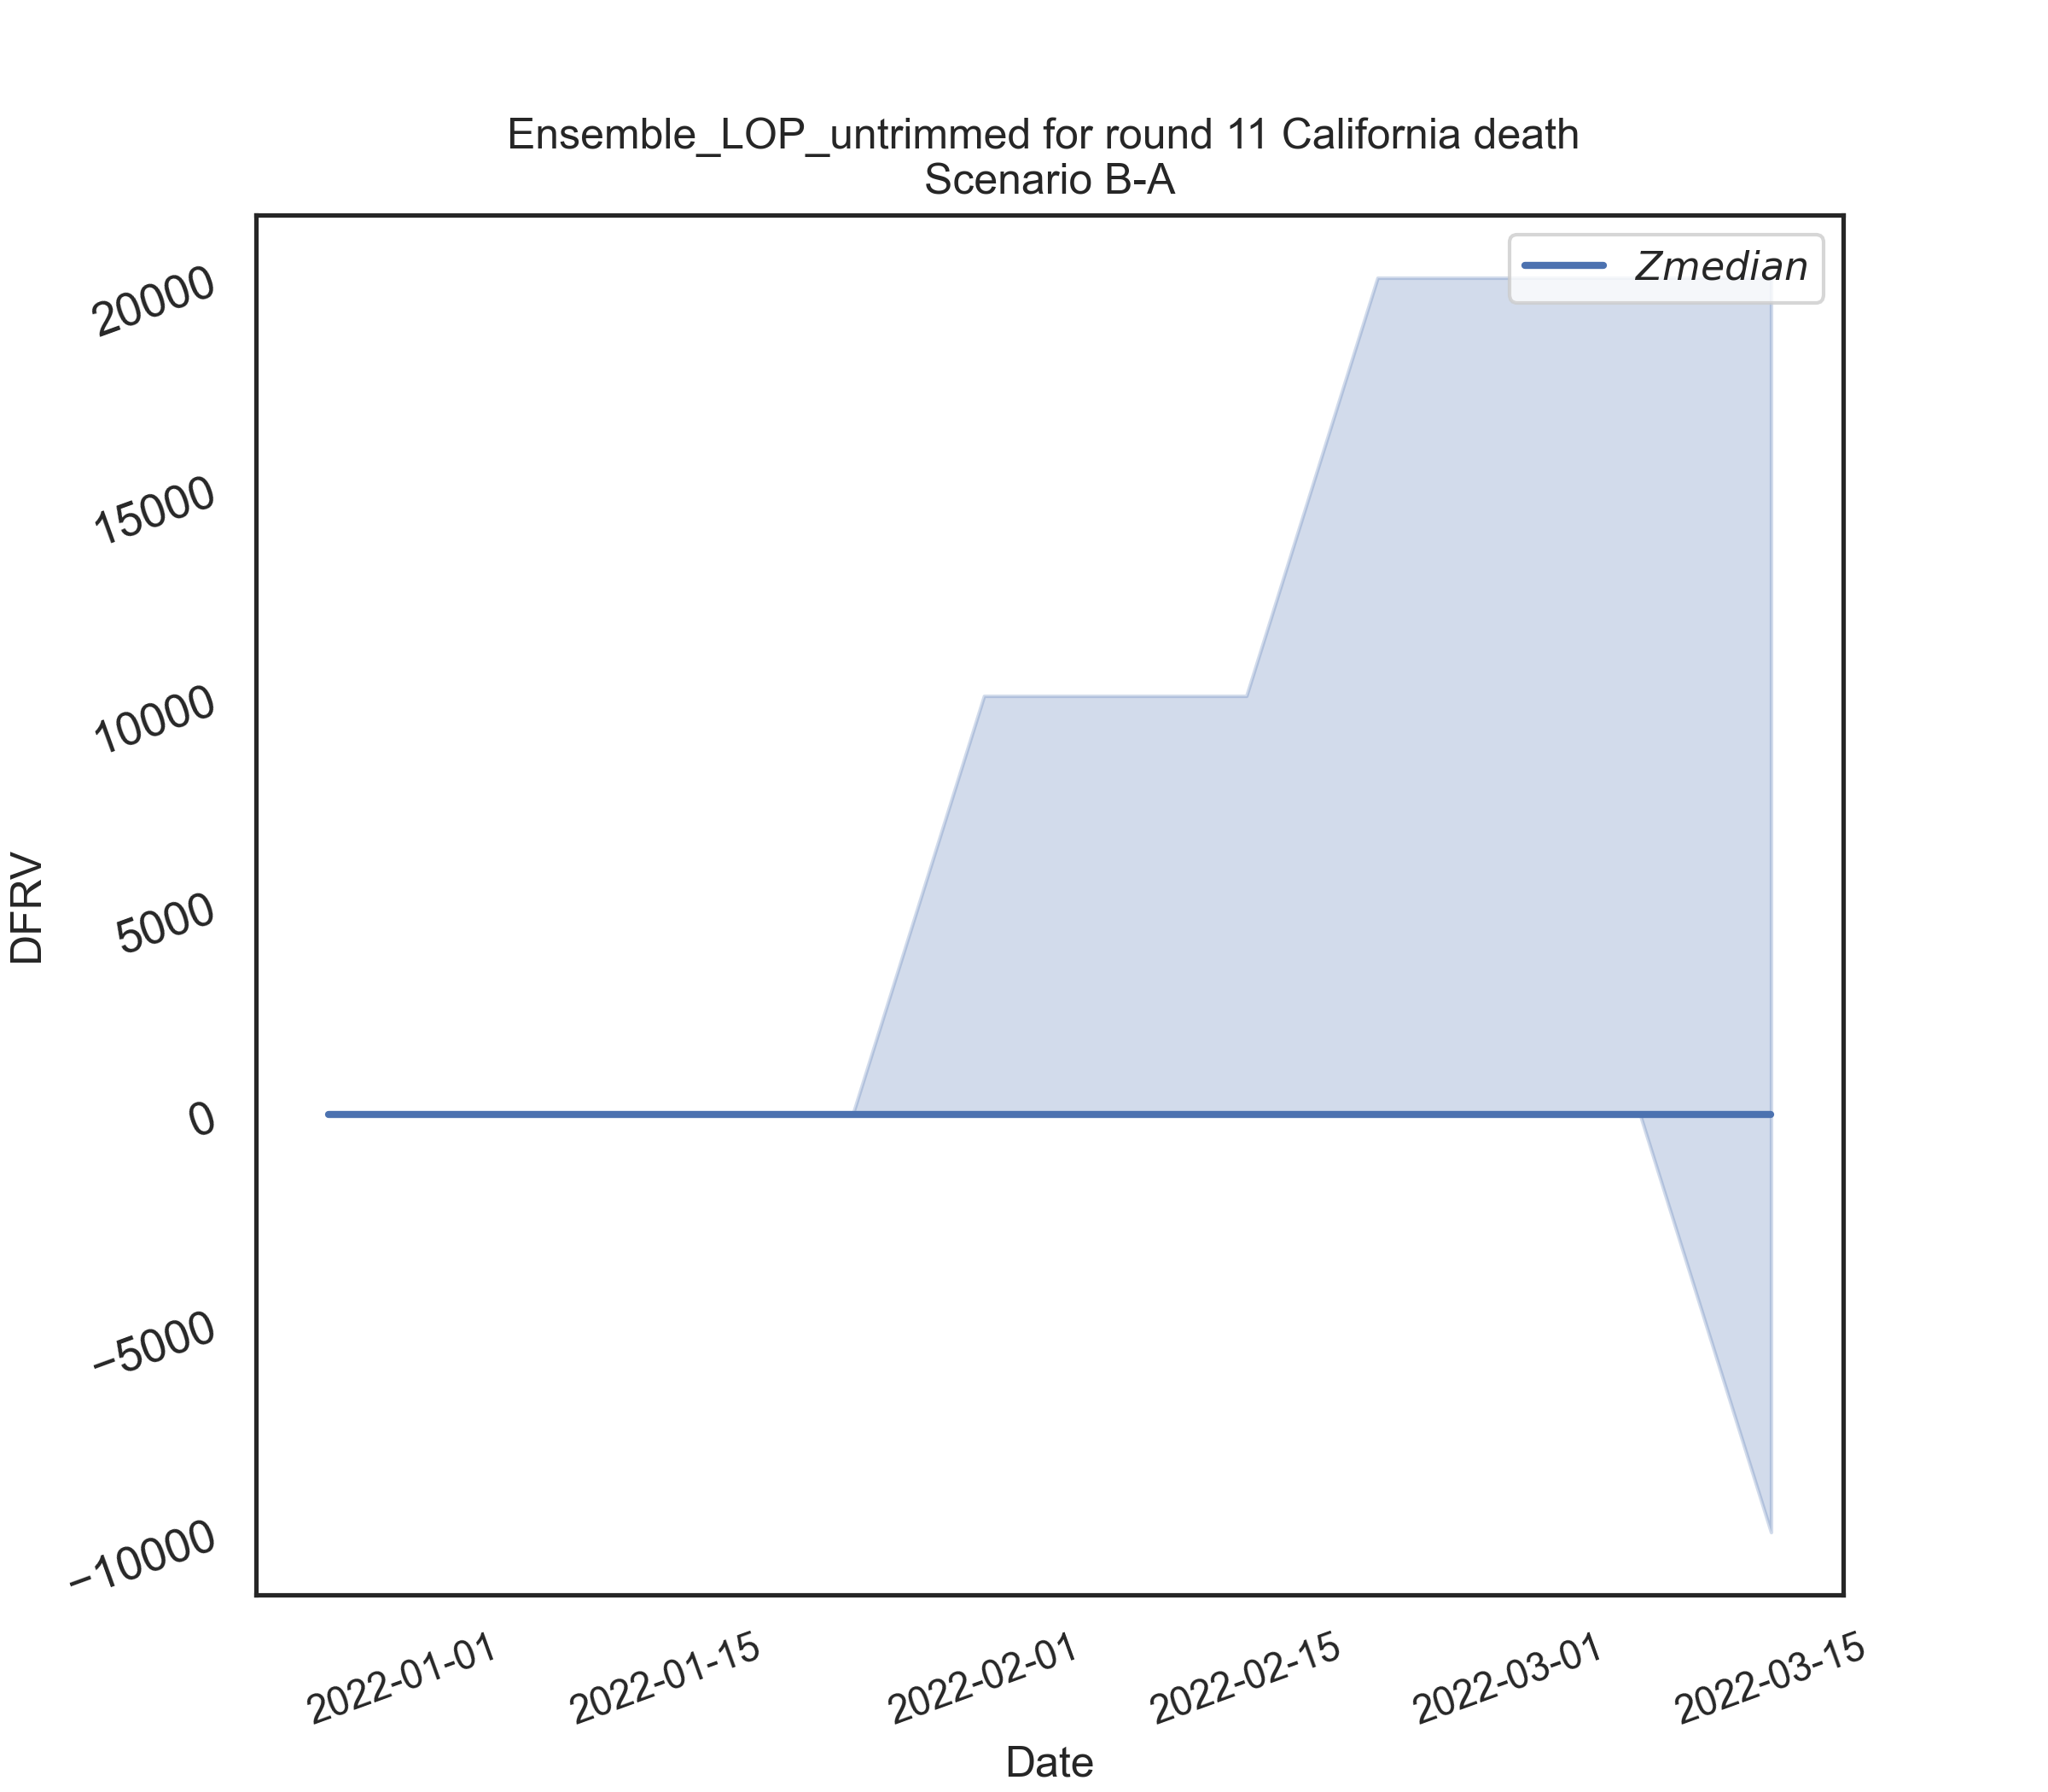 Ensemble_LOP_untrimmed for round 11 California death
Scenario B-A
Zmedian
DFRV
20000
15000
10000
5000
0
−5000
−10000
2022-01-01
2022-01-15
2022-02-01
2022-02-15
2022-03-01
2022-03-15
Date